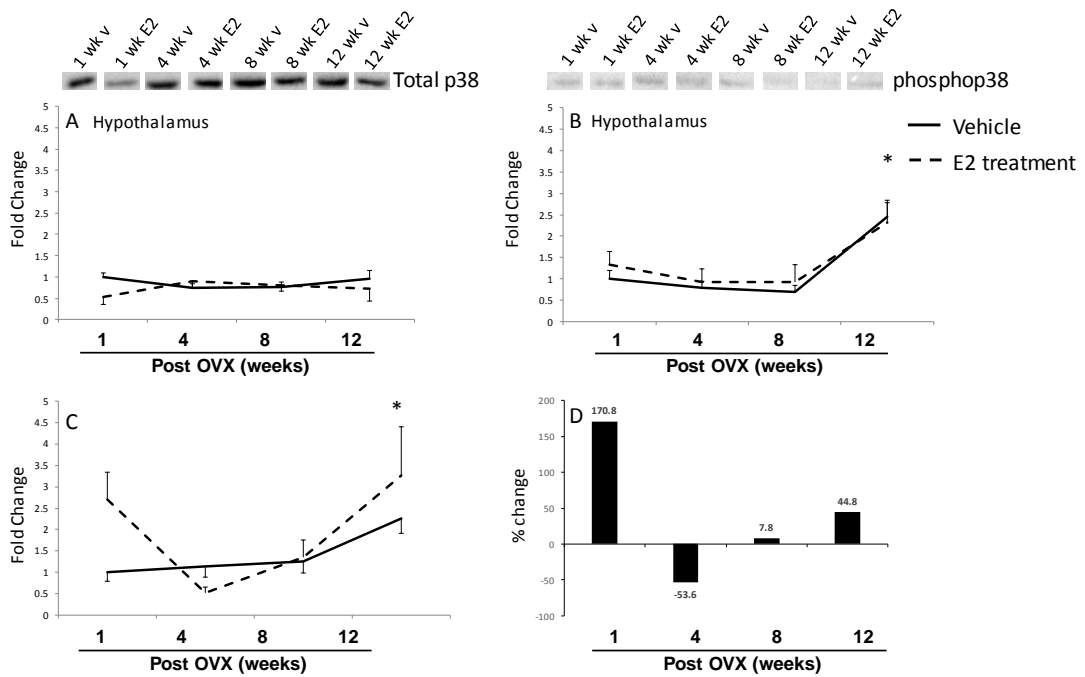 1 wk v 1 wk E2 4 wk v 4 wk E2 8 wk v 8 wk E2 12 wk v 12 wk E2
Total p38
1 wk v 1 wk E2 4 wk v 4 wk E2 8 wk v 8 wk E2 12 wk v 12 wk E2
phosphop38
A Hypothalamus
Fold Change
5
4.5
4
3.5
3
2.5
2
1.5
1
0.5
0
1 4 8 12
Post OVX (weeks)
B Hypothalamus
Fold Change
5
4.5
4
3.5
3
2.5
2
1.5
1
0.5
0
*
1 4 8 12
Post OVX (weeks)
Vehicle
E2 treatment
C
Fold Change
5
4.5
4
3.5
3
2.5
2
1.5
1
0.5
0
*
1 4 8 12
Post OVX (weeks)
D
% change
200
150
100
50
0
-50
-100
170.8
-53.6
7.8
44.8
1 4 8 12
Post OVX (weeks)